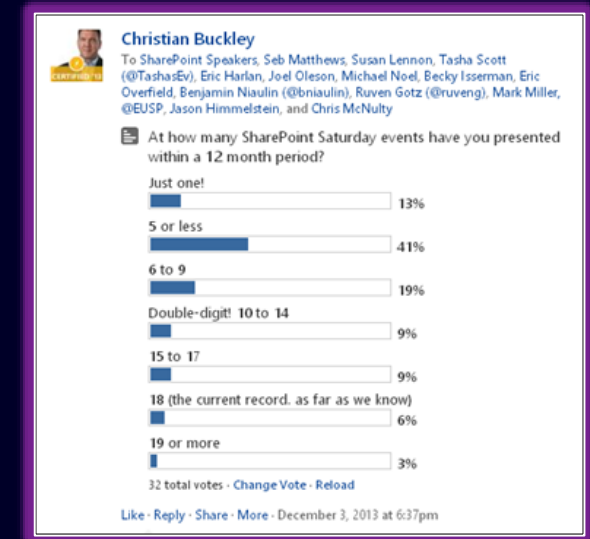 Christian Buckley
To SharePoint Speakers, Seb Matthews, Susan Lennon, Tasha Scott
(@TashasEv), Eric Harlan, Joel Oleson, Michael Noel, Becky Isserman, Eric
Overfield, Benjamin Niaulin (@bniaulin), Ruven Gotz (@ruveng), Mark Miller,
@EUSP, Jason Himmelstein, and Chris McNulty
At how many SharePoint Saturday events have you presented
within a 12 month period?
Just one!
13%
5 or less
41%
6 to 9
19%
Double-digit! 10 to 14
9%
15 to 17
9%
18 (the current record. as far as we know)
6%
19 or more
3%
32 total votes · Change Vote · Reload
Like · Reply · Share · More · December 3, 2013 at 6:37pm